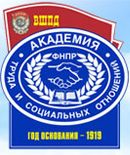 ВШПД
АКАДЕМИЯ
ФНПР
ТРУДА И СОЦИАЛЬНЫХ ОТНОШЕНИЙ
ГОД ОСНОВАНИЯ - 1919